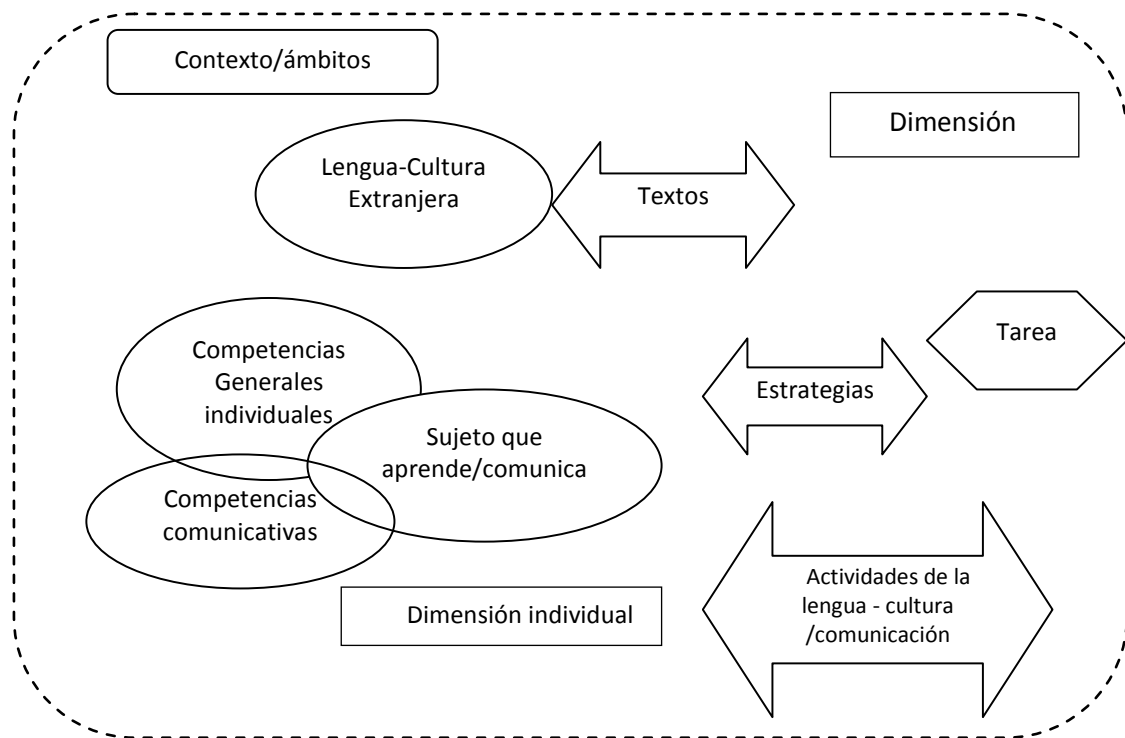 Contexto/ámbitos
Dimensión
Lengua-Cultura
Extranjera
Textos
Tarea
Competencias
Generales
individuales
Estrategias
Sujeto que
aprende/comunica
Competencias
comunicativas
Actividades de la
lengua - cultura
/comunicación
Dimensión individual